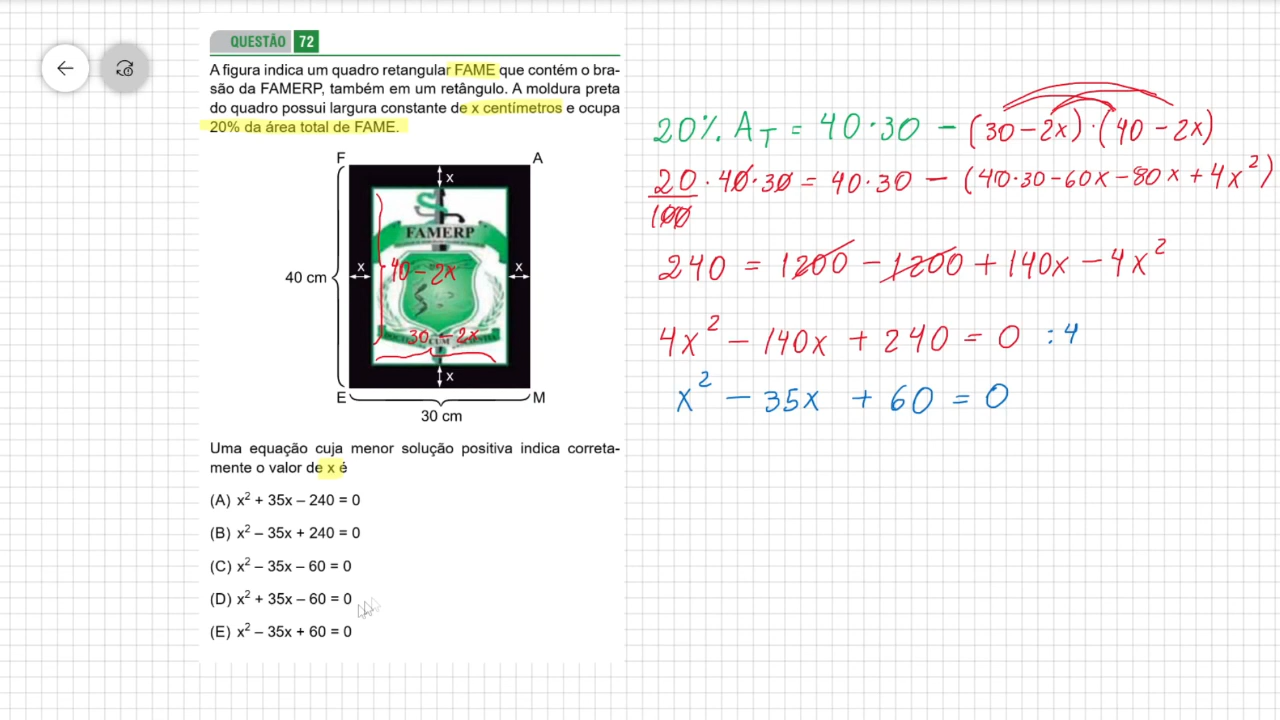 QUESTÃO 72
A figura indica um quadro retangular FAME que contém o bra-
são da FAMERP, também em um retângulo. A moldura preta
do quadro possui largura constante de x centímetros e ocupa
20% da área total de FAME.
F A
x
FAMERP
40 cm
x x
40 – 2x
30 – 2x
CUM
x
E M
30 cm
Uma equação cuja menor solução positiva indica correta-
mente o valor de x é
(A) x² + 35x – 240 = 0
(B) x² – 35x + 240 = 0
(C) x² – 35x – 60 = 0
(D) x² + 35x – 60 = 0
(E) x² – 35x + 60 = 0
20%. A_T = 40·30 – (30 – 2x)·(40 – 2x)
20/100 · 40·30 = 40·30 – (40·30 – 60x – 80x + 4x²)
240 = 1200 – 1200 + 140x – 4x²
4x² – 140x + 240 = 0 :4
x² – 35x + 60 = 0